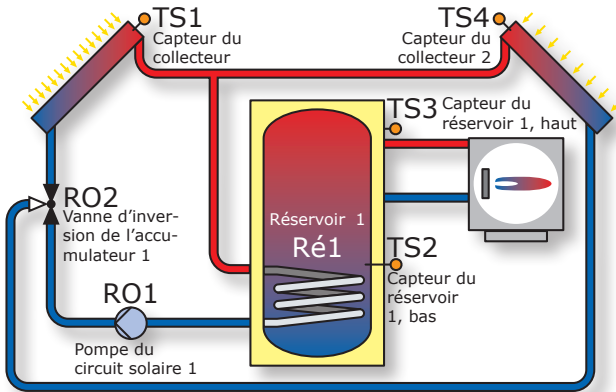 TS1
Capteur du
collecteur
TS4
Capteur du
collecteur 2
TS3
Capteur du
réservoir 1, haut
RO2
Vanne d'inver-
sion de l'accu-
mulateur 1
Réservoir 1
Ré1
TS2
Capteur du
réservoir
1, bas
RO1
Pompe du
circuit solaire 1